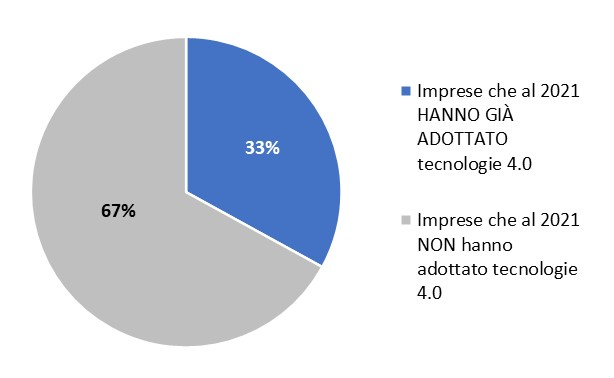 33%
67%
Imprese che al 2021
HANNO GIÀ
ADOTTATO
tecnologie 4.0
Imprese che al 2021
NON hanno
adottato tecnologie
4.0